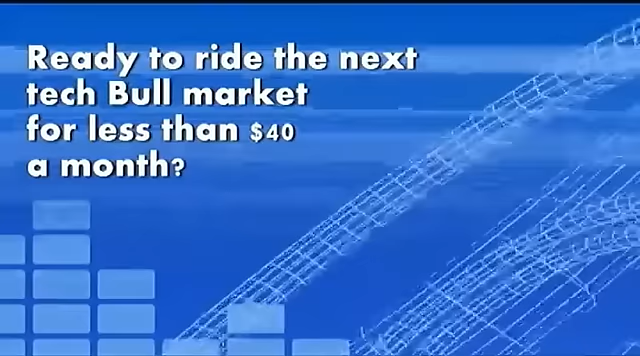 Ready to ride the next
tech Bull market
for less than $40
a month?